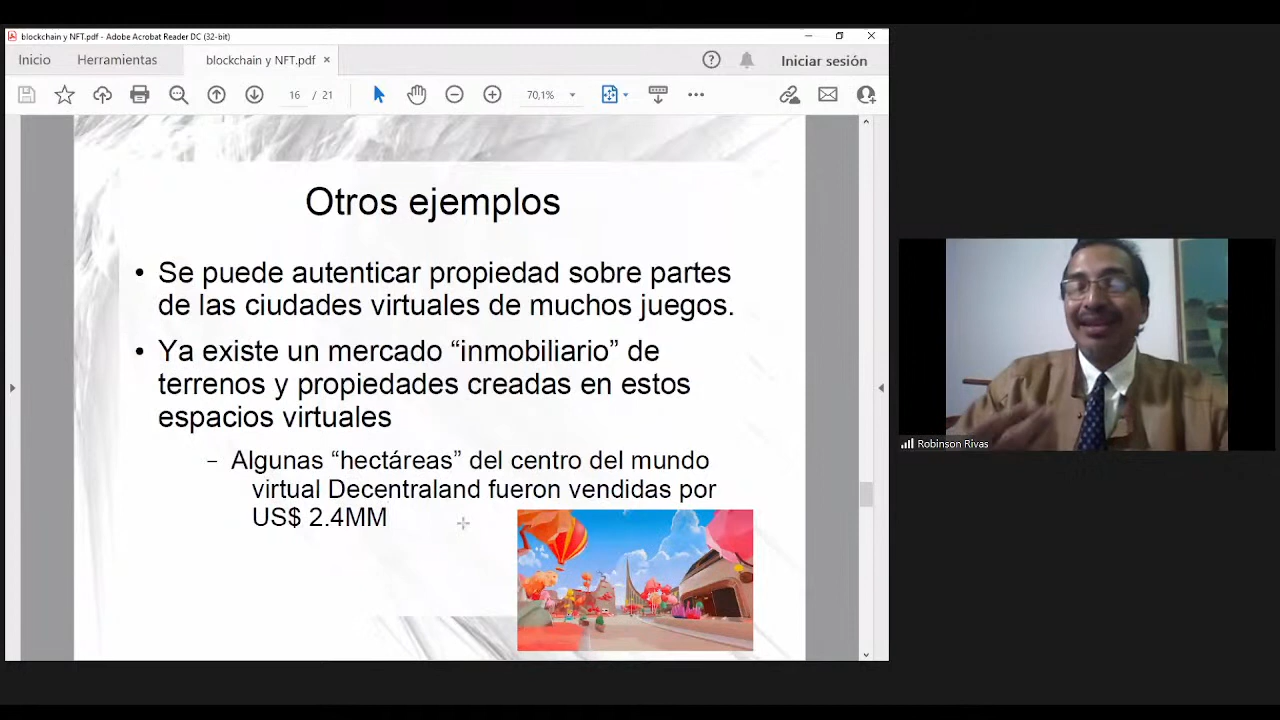 blockchain y NFT.pdf - Adobe Acrobat Reader DC (32-bit)
Inicio
Herramientas
blockchain y NFT.pdf
Iniciar sesión
16 / 21
70,1%
Otros ejemplos
• Se puede autenticar propiedad sobre partes
de las ciudades virtuales de muchos juegos.
• Ya existe un mercado “inmobiliario” de
terrenos y propiedades creadas en estos
espacios virtuales
– Algunas “hectáreas” del centro del mundo
virtual Decentraland fueron vendidas por
US$ 2.4MM
Robinson Rivas